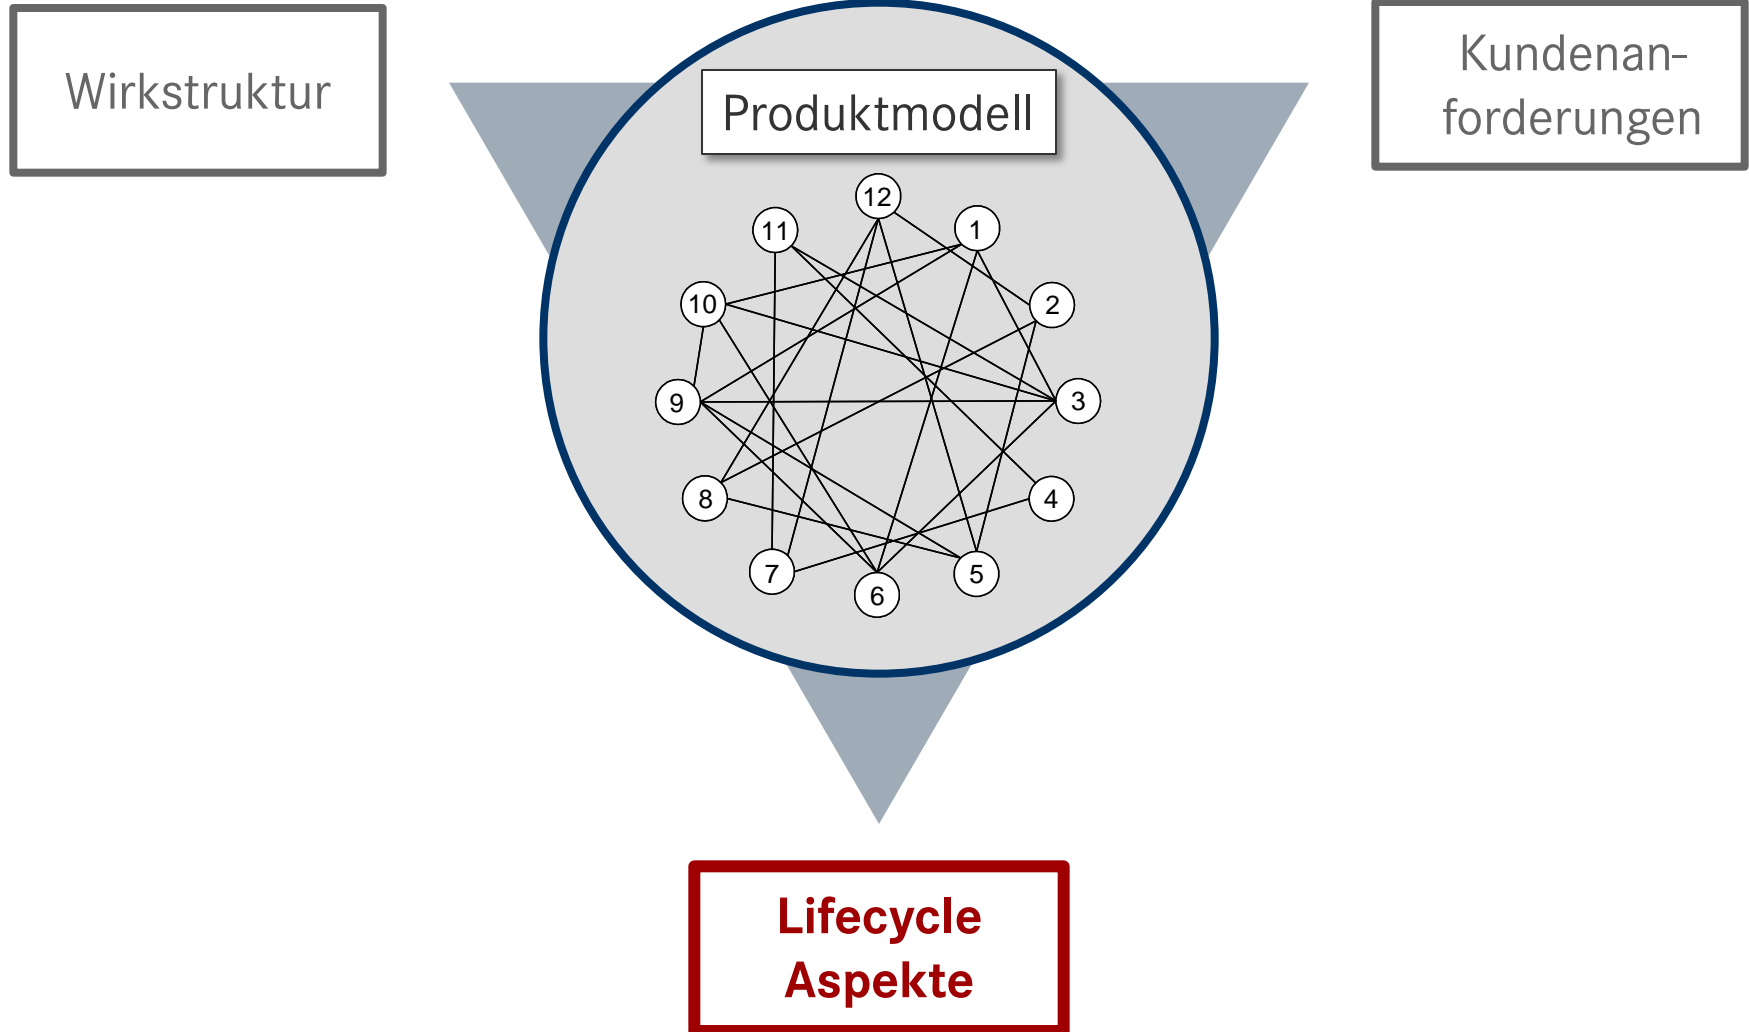 Wirkstruktur
Produktmodell
Kundenan-
forderungen
12
11
1
10
2
9
3
8
4
7
6
5
Lifecycle
Aspekte